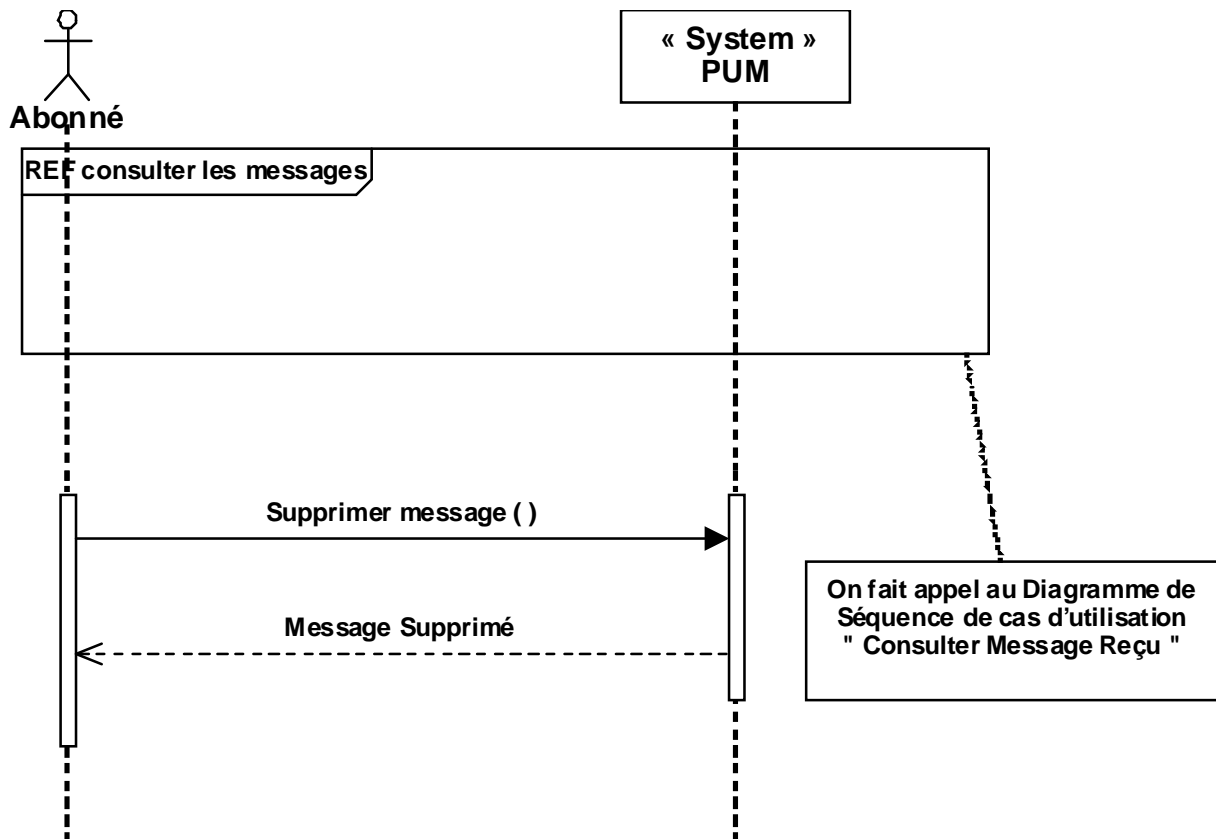 « System »
PUM
Abonné
REF consulter les messages
Supprimer message ( )
On fait appel au Diagramme de
Séquence de cas d'utilisation
" Consulter Message Reçu "
Message Supprimé